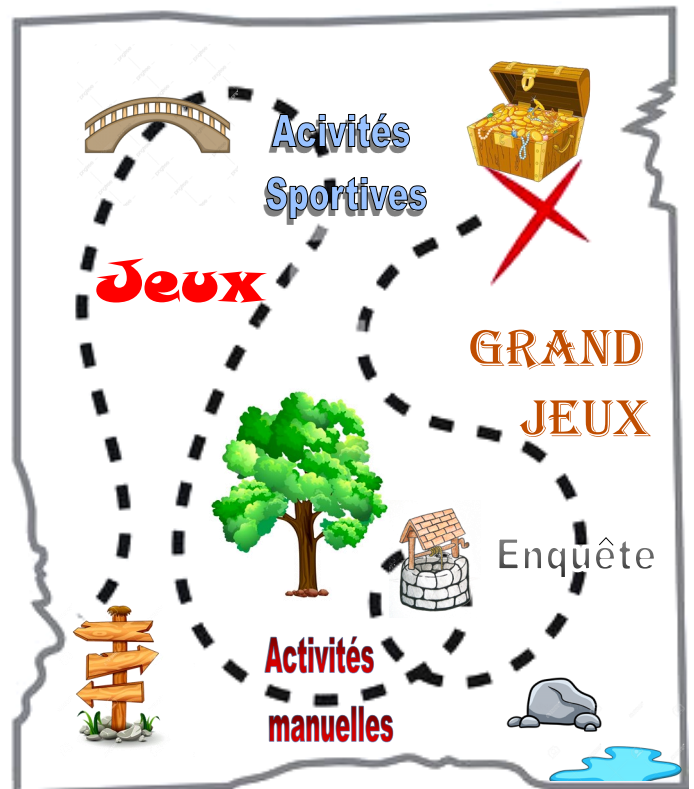 Acivités
Sportives
Jeux
GRAND
JEUX
Enquête
Activités
manuelles